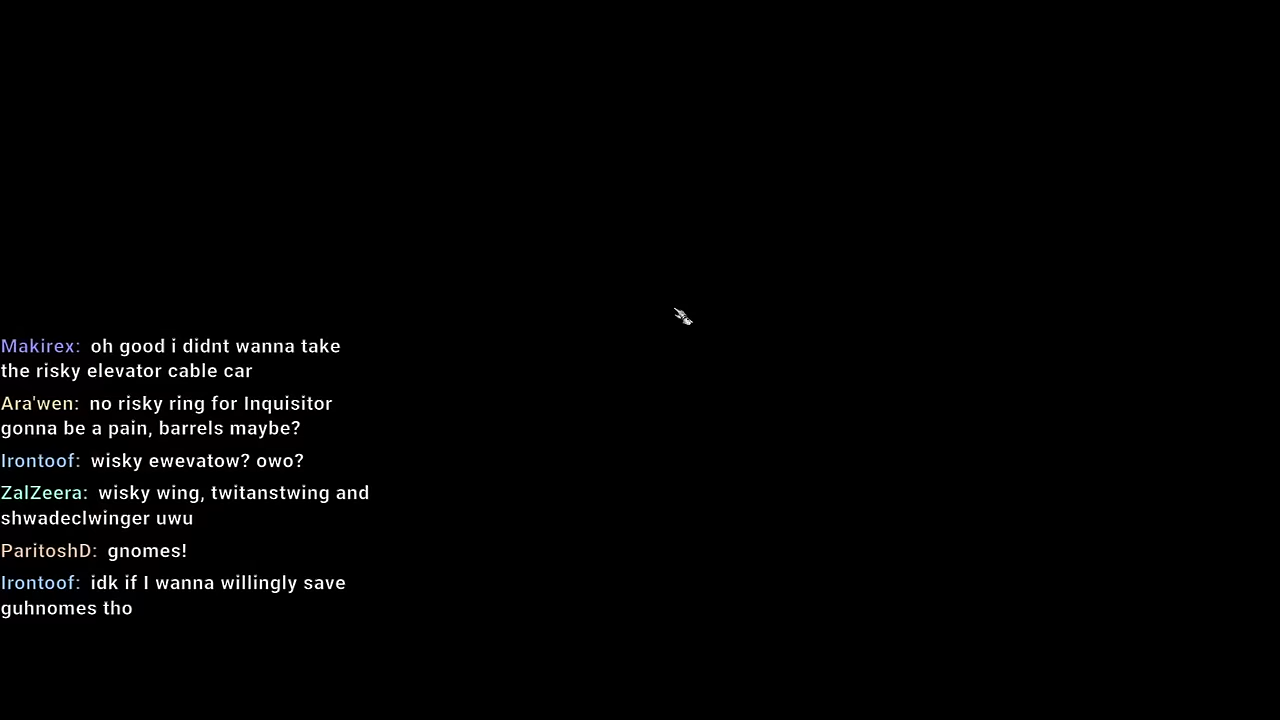 Makirex: oh good i didnt wanna take
the risky elevator cable car
Ara'wen: no risky ring for Inquisitor
gonna be a pain, barrels maybe?
Irontoof: wisky ewevatow? owo?
ZalZeera: wisky wing, twitanstwing and
shwadeclwinger uwu
ParitoshD: gnomes!
Irontoof: idk if I wanna willingly save
guhnomes tho